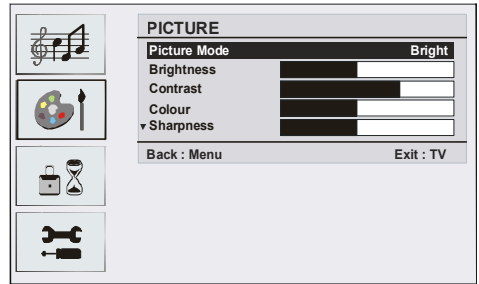 PICTURE
Picture Mode Bright
Brightness
Contrast
Colour
Sharpness
Back : Menu Exit : TV